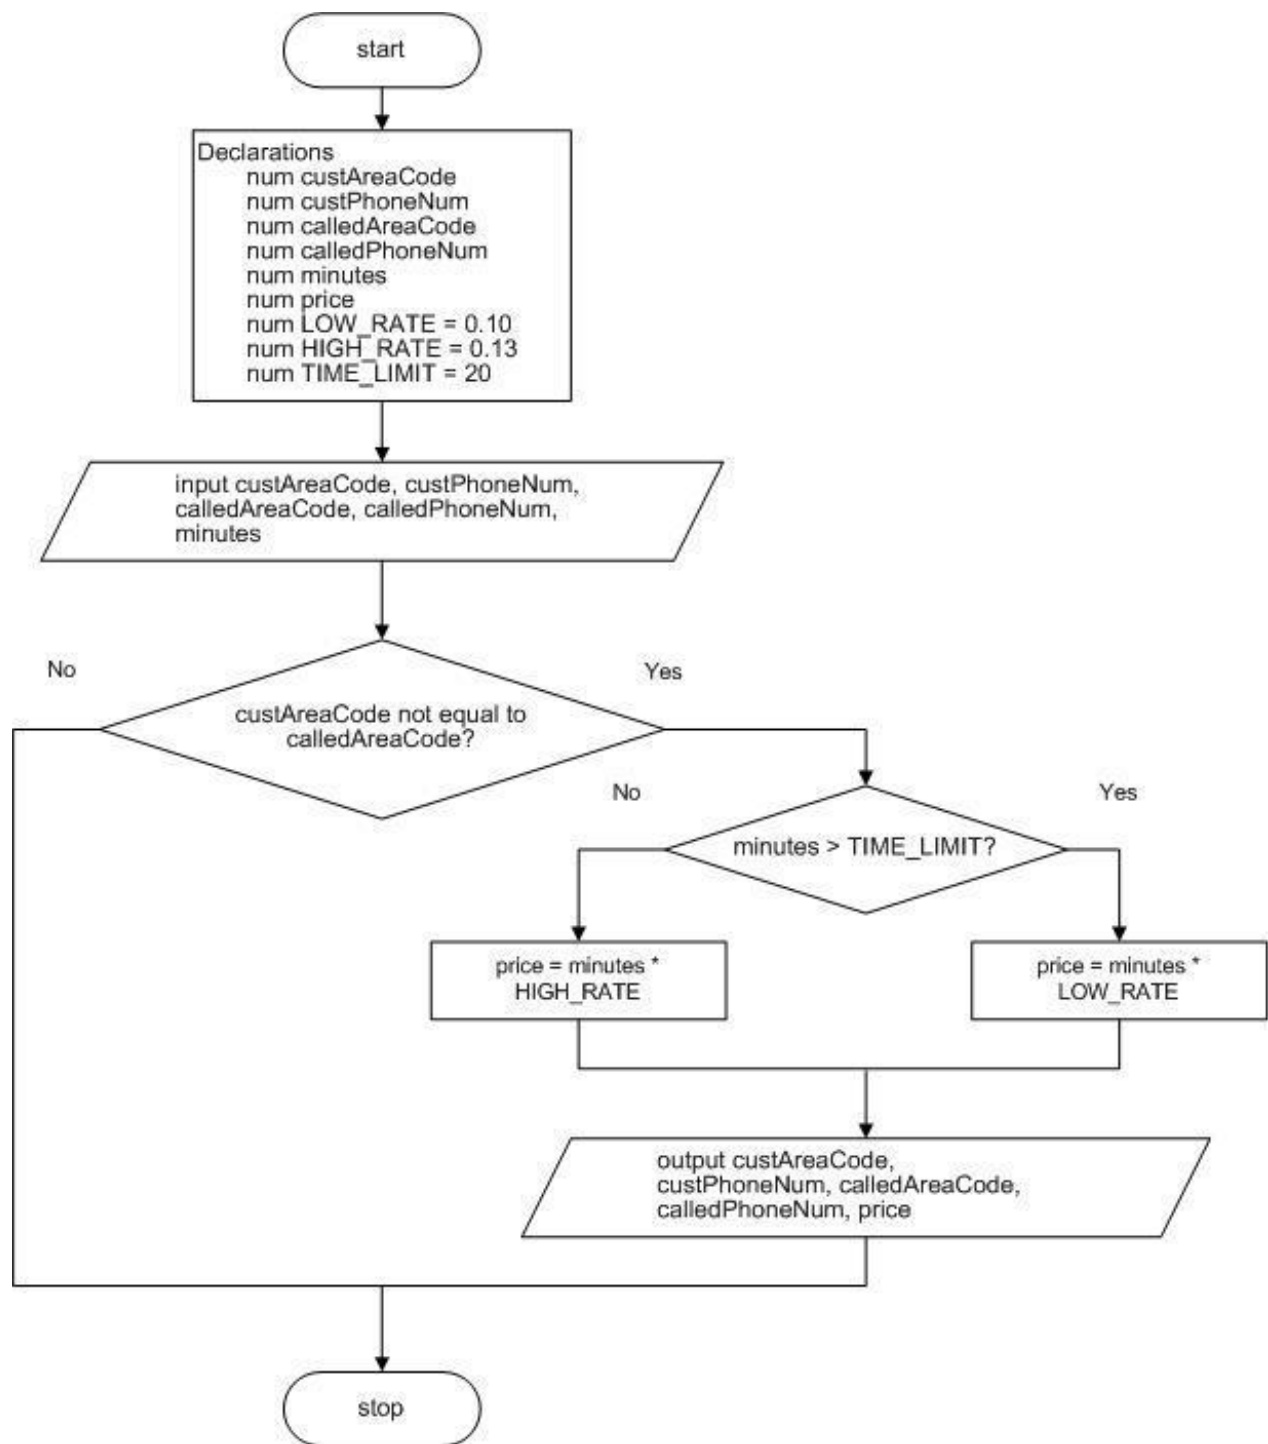 start
Declarations
num custAreaCode
num custPhoneNum
num calledAreaCode
num calledPhoneNum
num minutes
num price
num LOW_RATE = 0.10
num HIGH_RATE = 0.13
num TIME_LIMIT = 20
input custAreaCode, custPhoneNum,
calledAreaCode, calledPhoneNum,
minutes
No
Yes
custAreaCode not equal to
calledAreaCode?
No
Yes
minutes > TIME_LIMIT?
price = minutes *
HIGH_RATE
price = minutes *
LOW_RATE
output custAreaCode,
custPhoneNum, calledAreaCode,
calledPhoneNum, price
stop